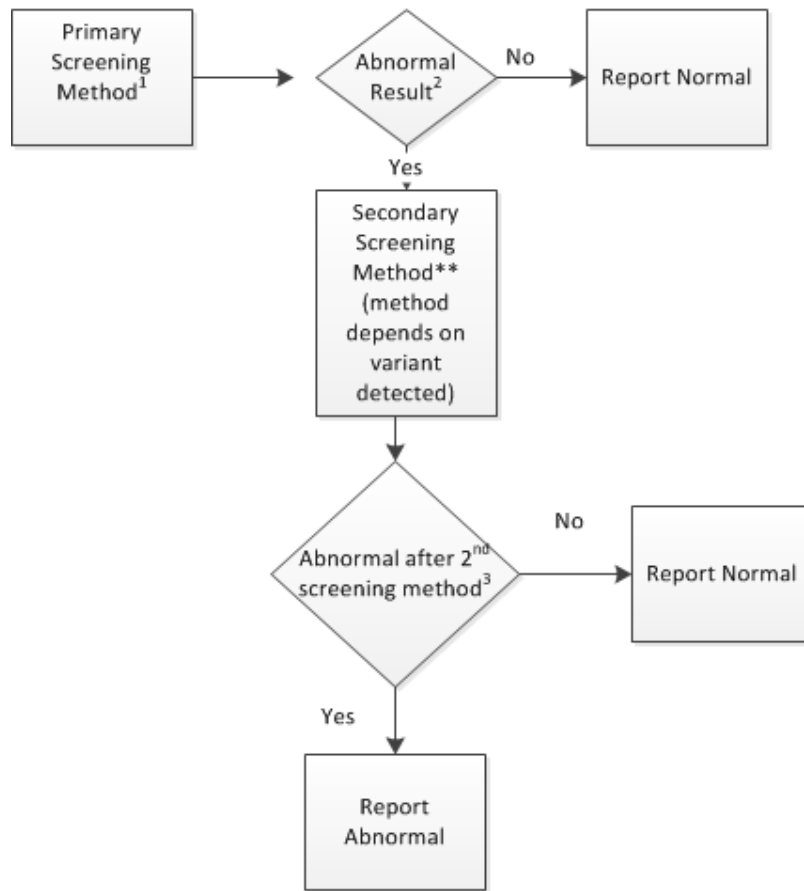 Primary
Screening
Method¹
Abnormal
Result²
No
Report Normal
Yes
Secondary
Screening
Method**
(method
depends on
variant
detected)
Abnormal after 2ⁿᵈ
screening method³
No
Report Normal
Yes
Report
Abnormal